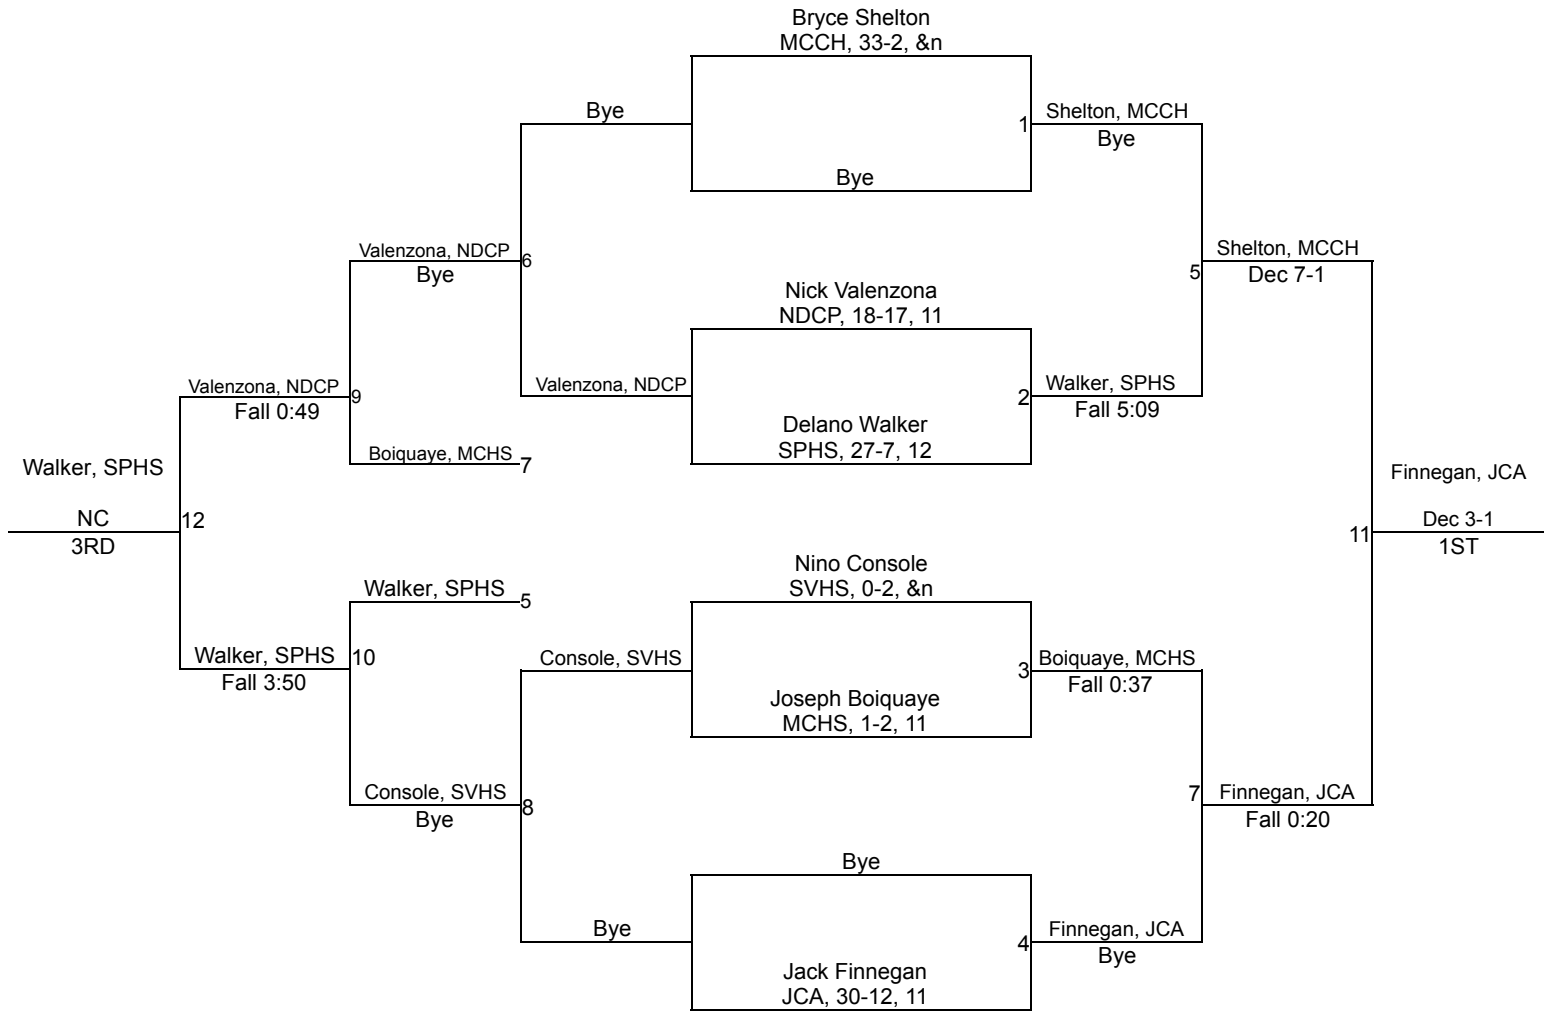 Bryce Shelton
MCCH, 33-2, &n
Bye
1
Shelton, MCCH
Bye
Bye
Valenzona, NDCP
Bye
6
Shelton, MCCH
5
Dec 7-1
Nick Valenzona
NDCP, 18-17, 11
Valenzona, NDCP
Fall 0:49
9
Valenzona, NDCP
2
Walker, SPHS
Fall 5:09
Delano Walker
SPHS, 27-7, 12
Boiquaye, MCHS
7
Walker, SPHS
NC
3RD
12
Finnegan, JCA
11
Dec 3-1
1ST
Nino Console
SVHS, 0-2, &n
Walker, SPHS
5
Walker, SPHS
Fall 3:50
10
Console, SVHS
3
Boiquaye, MCHS
Fall 0:37
Joseph Boiquaye
MCHS, 1-2, 11
Console, SVHS
Bye
8
7
Finnegan, JCA
Fall 0:20
Bye
Bye
4
Finnegan, JCA
Bye
Jack Finnegan
JCA, 30-12, 11